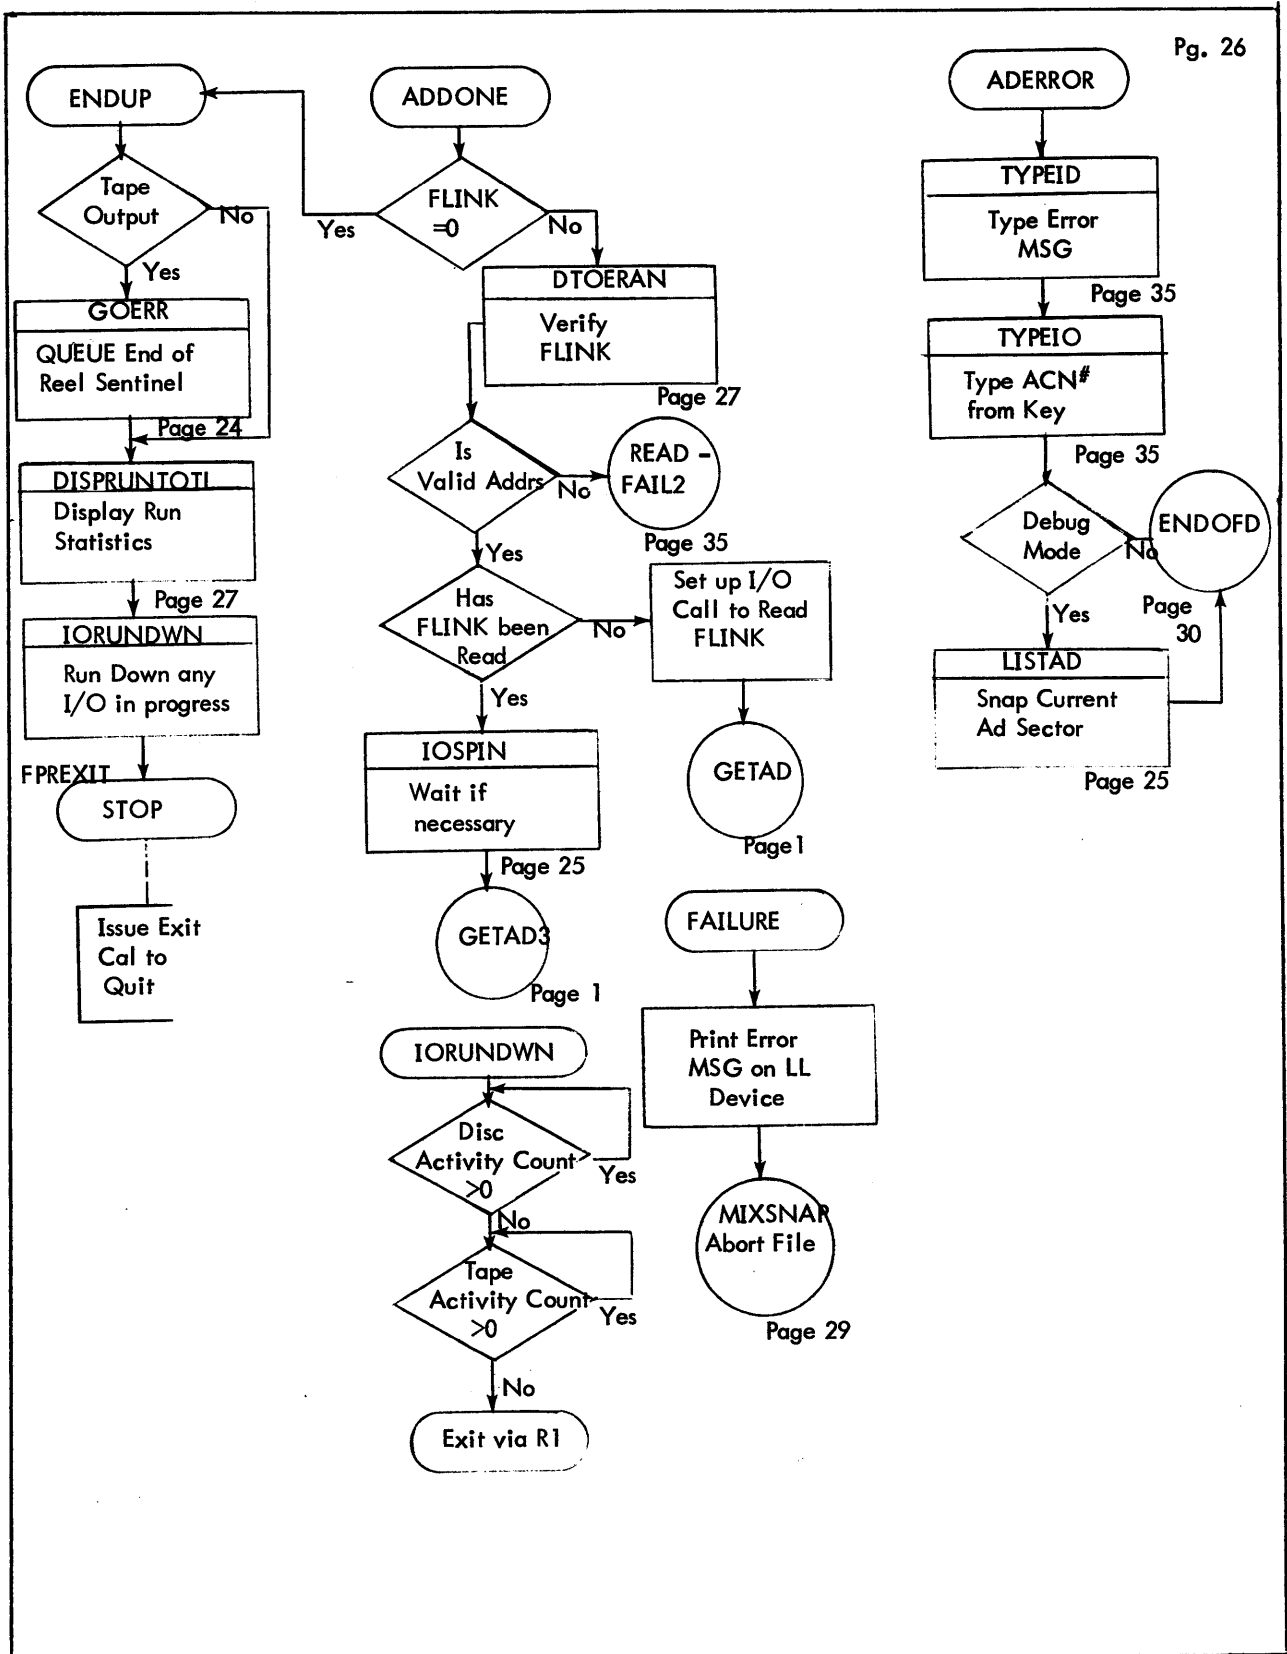 Pg. 26
ENDUP
Tape
Output
No
Yes
GOERR
QUEUE End of
Reel Sentinel
Page 24
DISPRUNTOTL
Display Run
Statistics
Page 27
IORUNDWN
Run Down any
I/O in progress
FPREXIT
STOP
Issue Exit
Cal to
Quit
ADDONE
FLINK
=0
Yes
No
DTOERAN
Verify
FLINK
Page 27
Is
Valid Addrs
No
READ -
FAIL2
Page 35
Yes
Has
FLINK been
Read
No
Set up I/O
Call to Read
FLINK
GETAD
Page 1
Yes
IOSPIN
Wait if
necessary
Page 25
GETAD3
Page 1
IORUNDWN
Disc
Activity Count
>0
Yes
No
Tape
Activity Count
>0
Yes
No
Exit via R1
FAILURE
Print Error
MSG on LL
Device
MIXSNAP
Abort File
Page 29
ADERROR
TYPEID
Type Error
MSG
Page 35
TYPEIO
Type ACN#
from Key
Page 35
Debug
Mode
No
ENDOFD
Page
30
Yes
LISTAD
Snap Current
Ad Sector
Page 25